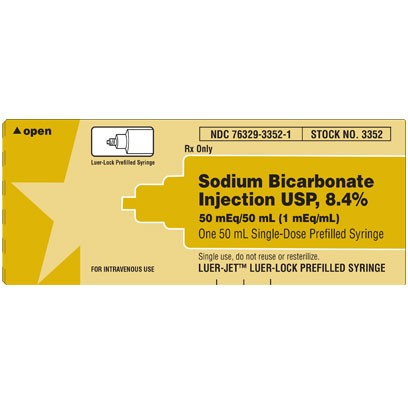 ▲open
Luer-Lock Prefilled Syringe
NDC 76329-3352-1 STOCK NO. 3352
Rx Only
Sodium Bicarbonate
Injection USP, 8.4%
50 mEq/50 mL (1 mEq/mL)
One 50 mL Single-Dose Prefilled Syringe
Single use, do not reuse or resterilize.
FOR INTRAVENOUS USE
LUER-JET™ LUER-LOCK PREFILLED SYRINGE